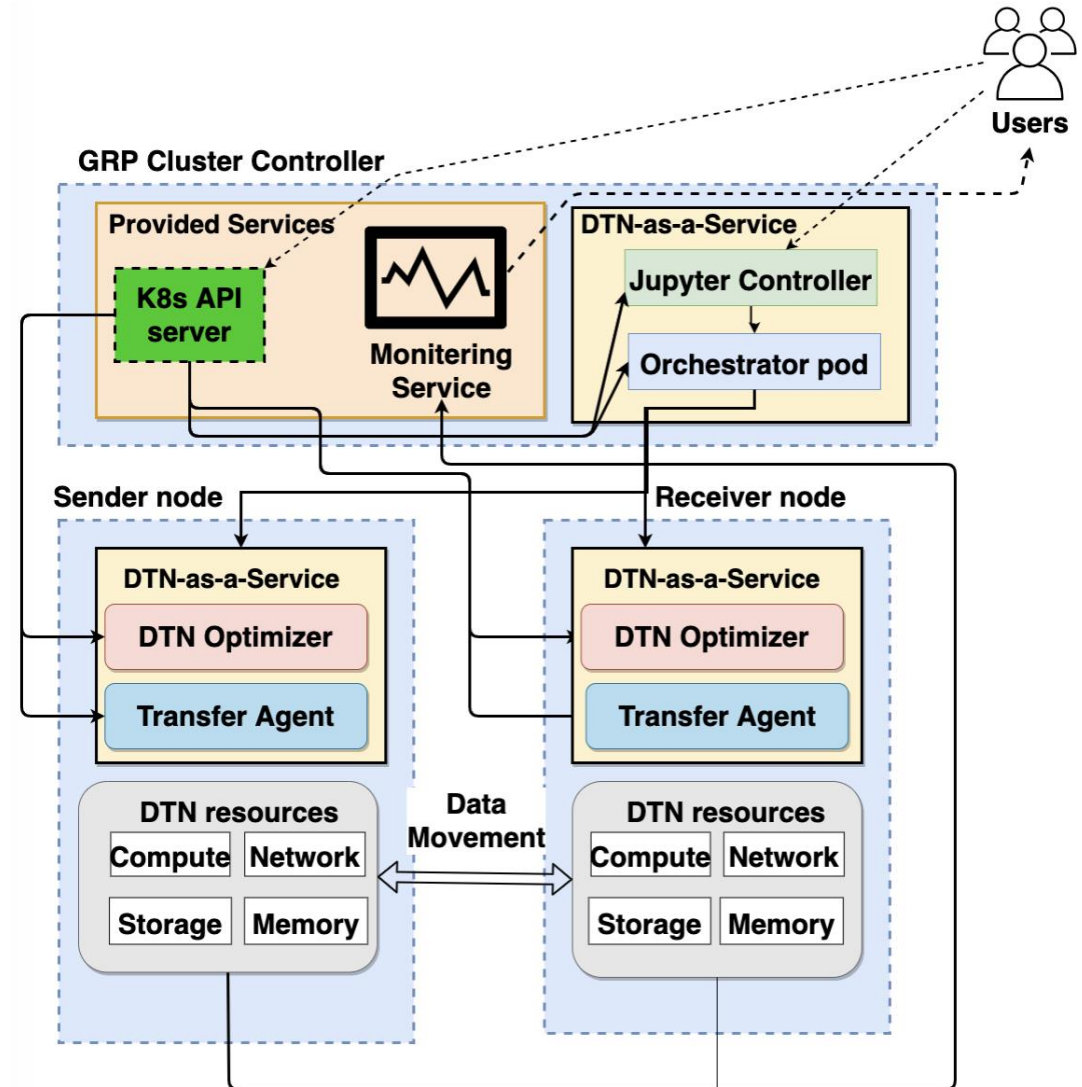 Users
GRP Cluster Controller
Provided Services
K8s API
server
Monitering
Service
DTN-as-a-Service
Jupyter Controller
Orchestrator pod
Sender node
DTN-as-a-Service
DTN Optimizer
Transfer Agent
DTN resources
Compute
Network
Storage
Memory
Data
Movement
Receiver node
DTN-as-a-Service
DTN Optimizer
Transfer Agent
DTN resources
Compute
Network
Storage
Memory